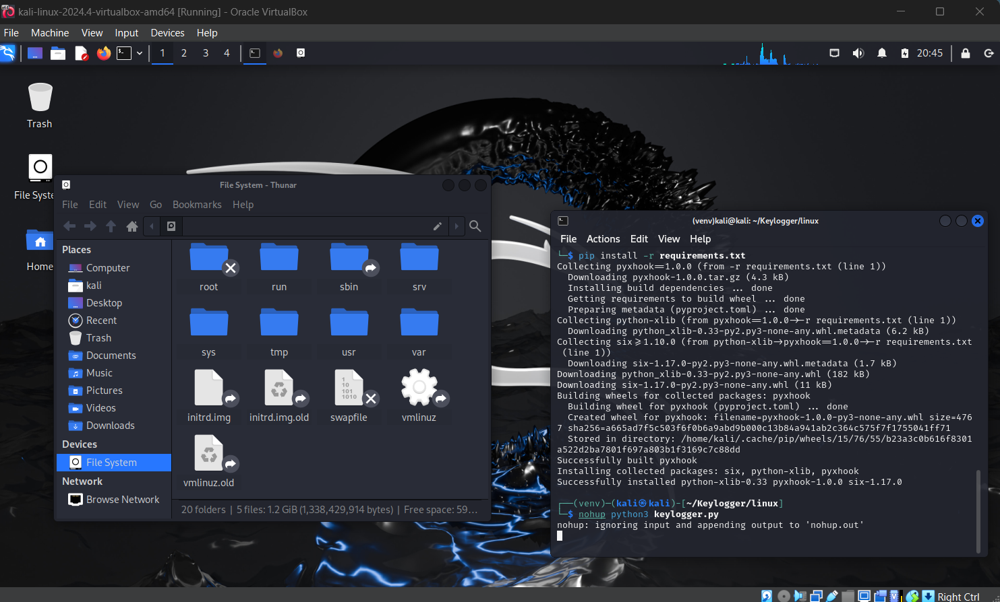 kali-linux-2024.4-virtualbox-amd64 [Running] - Oracle VirtualBox
File Machine View Input Devices Help
1 2 3 4 20:45
Trash
File Syste
Home
File System - Thunar
File Edit View Go Bookmarks Help
Places
Computer
kali
Desktop
Recent
Trash
Documents
Music
Pictures
Videos
Downloads
Devices
File System
Network
Browse Network
root run sbin srv
sys tmp usr var
1
10
101
1010
initrd.img initrd.img.old swapfile vmlinuz
vmlinuz.old
20 folders | 5 files: 1.2 GiB (1,338,429,914 bytes) | Free space: 59…
(venv)kali@kali: ~/Keylogger/linux
File Actions Edit View Help
└─$ pip install -r requirements.txt
Collecting pyxhook==1.0.0 (from -r requirements.txt (line 1))
Downloading pyxhook-1.0.0.tar.gz (4.3 kB)
Installing build dependencies ... done
Getting requirements to build wheel ... done
Preparing metadata (pyproject.toml) ... done
Collecting python-xlib (from pyxhook==1.0.0->-r requirements.txt (line 1))
Downloading python_xlib-0.33-py2.py3-none-any.whl.metadata (6.2 kB)
Collecting six>=1.10.0 (from python-xlib->pyxhook==1.0.0->-r requirements.txt
(line 1))
Downloading six-1.17.0-py2.py3-none-any.whl.metadata (1.7 kB)
Downloading python_xlib-0.33-py2.py3-none-any.whl (182 kB)
Downloading six-1.17.0-py2.py3-none-any.whl (11 kB)
Building wheels for collected packages: pyxhook
Building wheel for pyxhook (pyproject.toml) ... done
Created wheel for pyxhook: filename=pyxhook-1.0.0-py3-none-any.whl size=476
7 sha256=a665ad7f5c503f6f0b6a9abd9b000c13b84a941ab2c364c575f7f1755041ff71
Stored in directory: /home/kali/.cache/pip/wheels/15/76/55/b23a3c0b616f8301
a522d2ba7801f697a803b1f3169c7c88dd
Successfully built pyxhook
Installing collected packages: six, python-xlib, pyxhook
Successfully installed python-xlib-0.33 pyxhook-1.0.0 six-1.17.0
┌──(venv)─(kali㉿kali)-[~/Keylogger/linux]
└─$ nohup python3 keylogger.py
nohup: ignoring input and appending output to 'nohup.out'
Right Ctrl